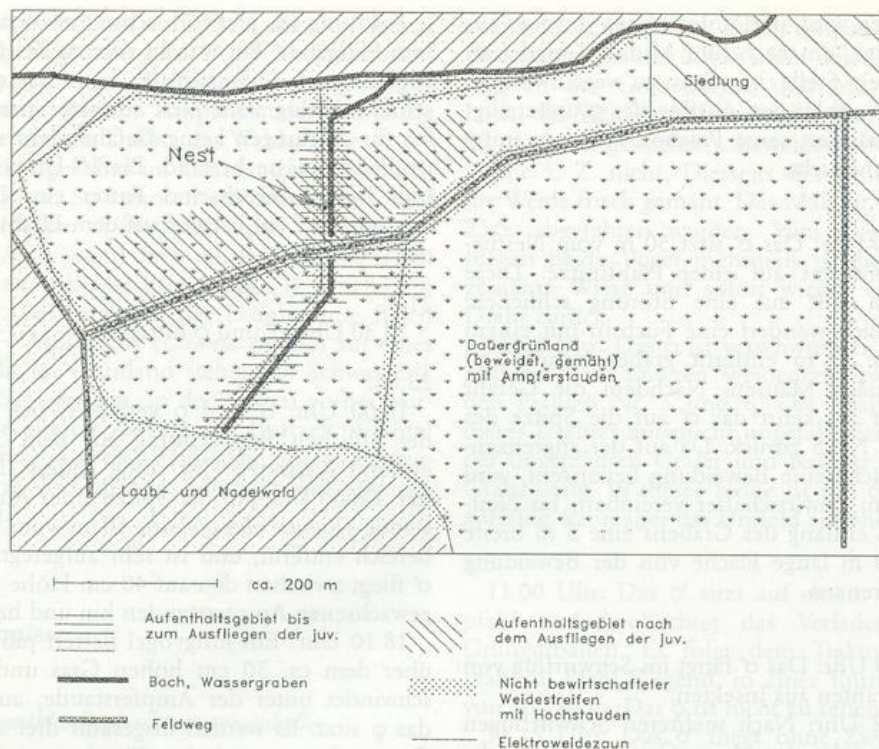 Siedlung
Nest
Dauergrünland
(beweidet, gemäht)
mit Ampferstauden
Laub- und Nadelwald
ca. 200 m
Aufenthaltsgebiet bis
zum Ausfliegen der juv.
Aufenthaltsgebiet nach
dem Ausfliegen der juv.
Bach, Wassergraben
Nicht bewirtschafteter
Weidestreifen
mit Hochstauden
Feldweg
Elektroweidezaun